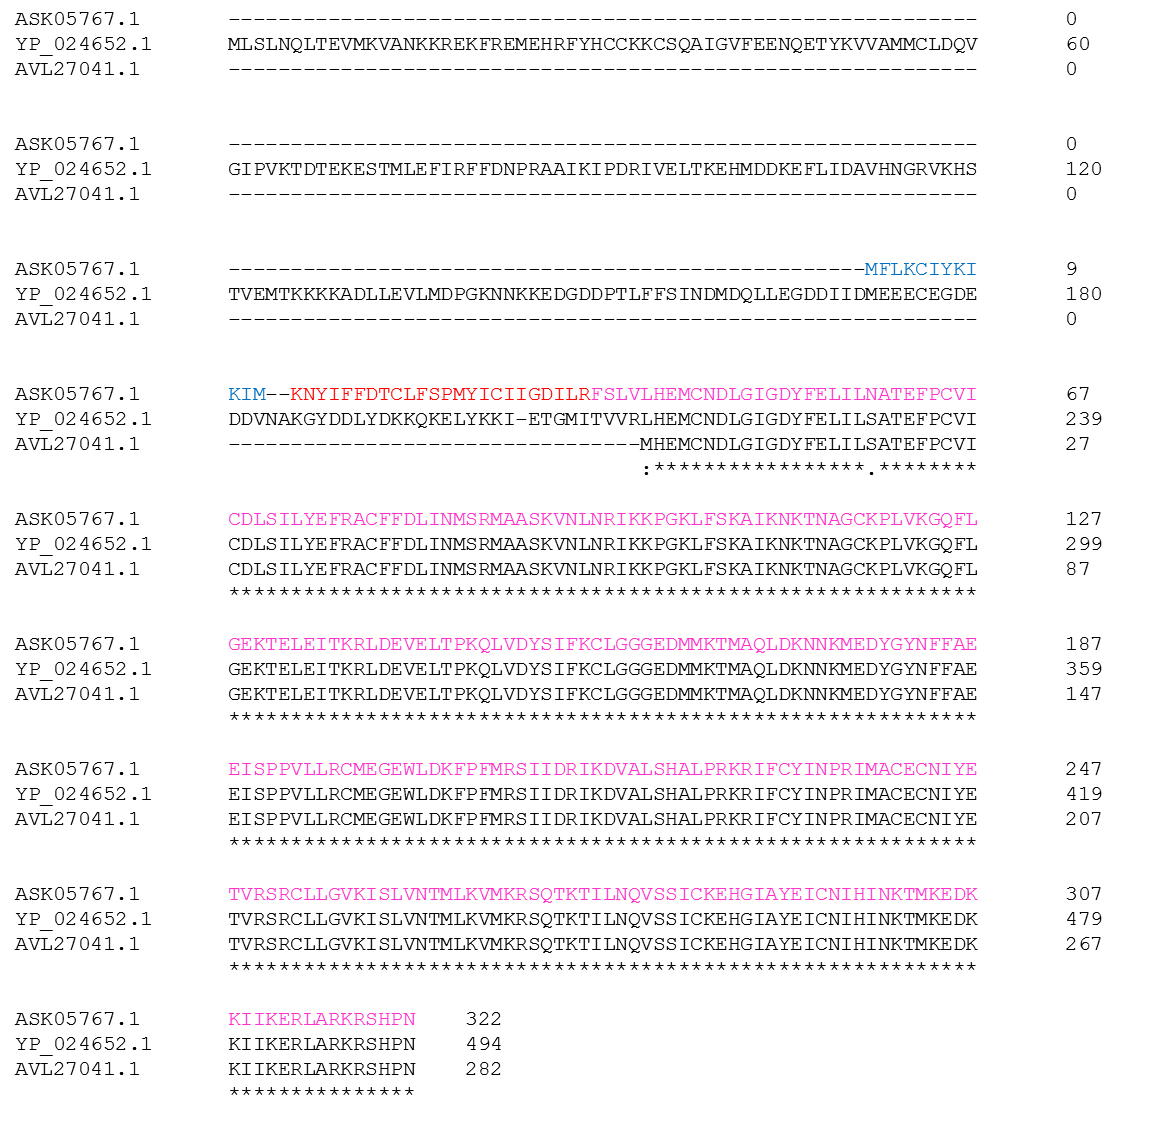 ASK05767.1 ------------------------------------------------------------ 0
YP_024652.1 MLSLNQLTEVMKVANKKREKFREMEHRFYHCCKKCSQAIGVFEENQETYKVVAMMCLDQV 60
AVL27041.1 ------------------------------------------------------------ 0
ASK05767.1 ------------------------------------------------------------ 0
YP_024652.1 GIPVKTDTEKESTMLEFIRFFDNPRAAIKIPDRIVELTKEHMDDKEFLIDAVHNGRVKHS 120
AVL27041.1 ------------------------------------------------------------ 0
ASK05767.1 ---------------------------------------------------MFLKCIYKI 9
YP_024652.1 TVEMTKKKKADLLEVLMDPGKNNKKEDGDDPTLFFSINDMDQLLEGDDIIDMEEECEGDE 180
AVL27041.1 ------------------------------------------------------------ 0
ASK05767.1 KIM--KNYIFFDTCLFSPMYICIIGDILRFSLVLHEMCNDLGIGDYFELILNATEFPCVI 67
YP_024652.1 DDVNAKGYDDLYDKKQKELYKKI-ETGMITVVRLHEMCNDLGIGDYFELILSATEFPCVI 239
AVL27041.1 ---------------------------------MHEMCNDLGIGDYFELILSATEFPCVI 27
:*****************.********
ASK05767.1 CDLSILYEFRACFFDLINMSRMAASKVNLNRIKKPGKLFSKAIKNKTNAGCKPLVKGQFL 127
YP_024652.1 CDLSILYEFRACFFDLINMSRMAASKVNLNRIKKPGKLFSKAIKNKTNAGCKPLVKGQFL 299
AVL27041.1 CDLSILYEFRACFFDLINMSRMAASKVNLNRIKKPGKLFSKAIKNKTNAGCKPLVKGQFL 87
************************************************************
ASK05767.1 GEKTELEITKRLDEVELTPKQLVDYSIFKCLGGGEDMMKTMAQLDKNNKMEDYGYNFFAE 187
YP_024652.1 GEKTELEITKRLDEVELTPKQLVDYSIFKCLGGGEDMMKTMAQLDKNNKMEDYGYNFFAE 359
AVL27041.1 GEKTELEITKRLDEVELTPKQLVDYSIFKCLGGGEDMMKTMAQLDKNNKMEDYGYNFFAE 147
************************************************************
ASK05767.1 EISPPVLLRCMEGEWLDKFPFMRSIIDRIKDVALSHALPRKRIFCYINPRIMACECNIYE 247
YP_024652.1 EISPPVLLRCMEGEWLDKFPFMRSIIDRIKDVALSHALPRKRIFCYINPRIMACECNIYE 419
AVL27041.1 EISPPVLLRCMEGEWLDKFPFMRSIIDRIKDVALSHALPRKRIFCYINPRIMACECNIYE 207
************************************************************
ASK05767.1 TVRSRCLLGVKISLVNTMLKVMKRSQTKTILNQVSSICKEHGIAYEICNIHINKTMKEDK 307
YP_024652.1 TVRSRCLLGVKISLVNTMLKVMKRSQTKTILNQVSSICKEHGIAYEICNIHINKTMKEDK 479
AVL27041.1 TVRSRCLLGVKISLVNTMLKVMKRSQTKTILNQVSSICKEHGIAYEICNIHINKTMKEDK 267
************************************************************
ASK05767.1 KIIKERLARKRSHPN 322
YP_024652.1 KIIKERLARKRSHPN 494
AVL27041.1 KIIKERLARKRSHPN 282
***************